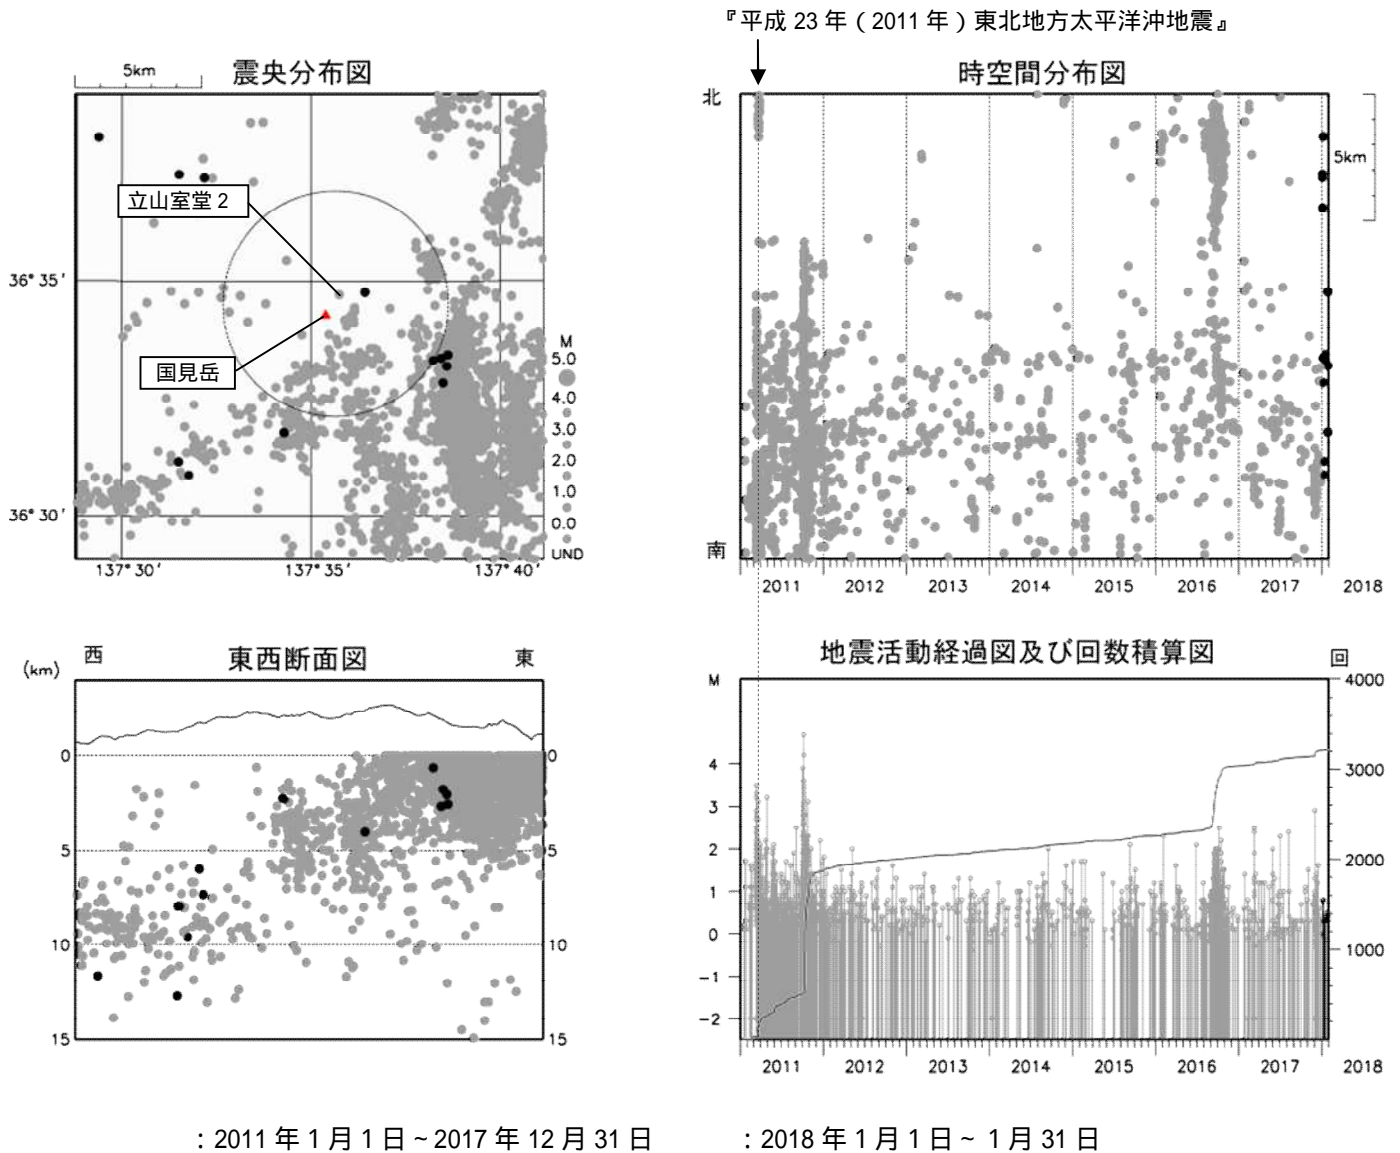 『平成 23 年 ( 2011 年 ) 東北地方太平洋沖地震』
5km
震央分布図
立山室堂 2
国見岳
36° 35′
36° 30′
137° 30′
137° 35′
137° 40′
M
5.0
4.0
3.0
2.0
1.0
0.0
UND
時空間分布図
北
南
5km
2011
2012
2013
2014
2015
2016
2017
2018
東西断面図
(km)
西
東
0
5
10
15
0
5
10
15
地震活動経過図及び回数積算図
M
回
4
3
2
1
0
-1
-2
4000
3000
2000
1000
2011
2012
2013
2014
2015
2016
2017
2018
: 2011 年 1 月 1 日 ~ 2017 年 12 月 31 日
: 2018 年 1 月 1 日 ~ 1 月 31 日